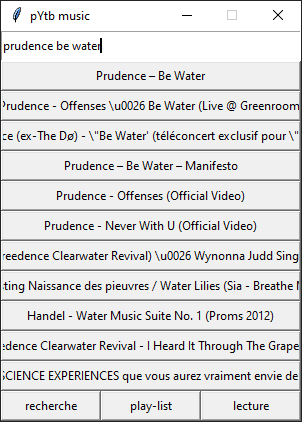 pYtb music
prudence be water
Prudence – Be Water
Prudence - Offenses \u0026 Be Water (Live @ Greenroom
ce (ex-The Dø) - \"Be Water' (téléconcert exclusif pour \"
Prudence – Be Water – Manifesto
Prudence - Offenses (Official Video)
Prudence - Never With U (Official Video)
reedence Clearwater Revival) \u0026 Wynonna Judd Sing
ting Naissance des pieuvres / Water Lilies (Sia - Breathe M
Handel - Water Music Suite No. 1 (Proms 2012)
edence Clearwater Revival - I Heard It Through The Grape
SCIENCE EXPERIENCES que vous aurez vraiment envie de
recherche play-list lecture